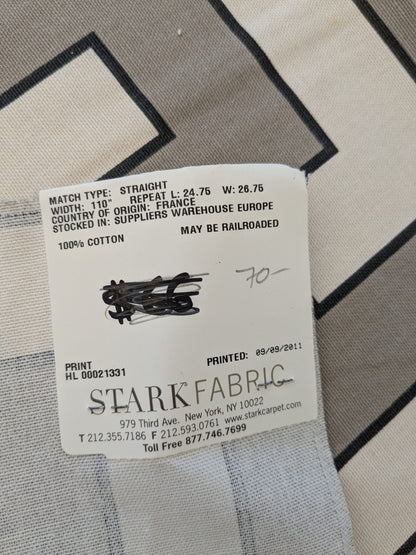 MATCH TYPE: STRAIGHT
WIDTH: 110" REPEAT L: 24.75 W: 26.75
COUNTRY OF ORIGIN: FRANCE
STOCKED IN: SUPPLIERS WAREHOUSE EUROPE
100% COTTON MAY BE RAILROADED
70-
PRINT PRINTED: 09/09/2011
HL 00021331
STARK FABRIC
979 Third Ave. New York, NY 10022
T 212.355.7186 F 212.593.0761 www.starkcarpet.com
Toll Free 877.746.7699